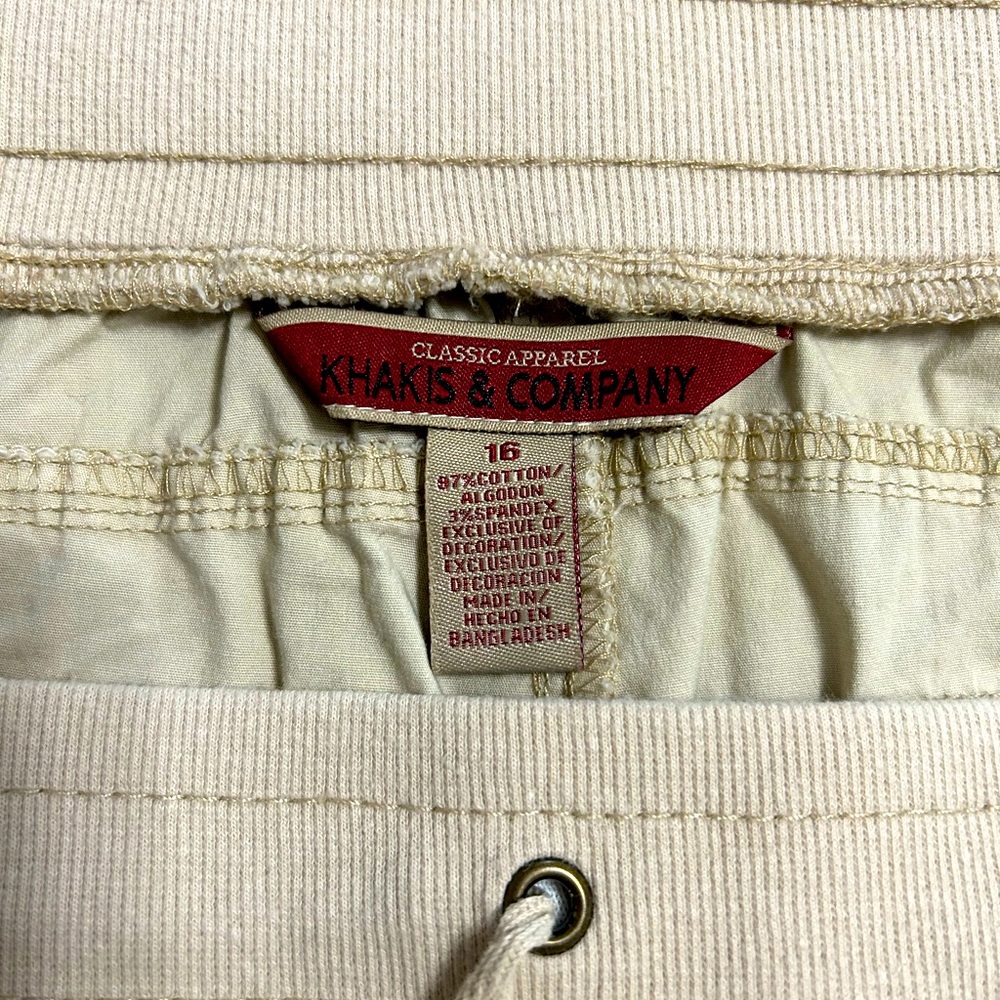 CLASSIC APPAREL
KHAKIS & COMPANY
16
97%COTTON/
ALGODON
3%SPANDEX
EXCLUSIVE OF
DECORATION/
EXCLUSIVO DE
DECORACION
MADE IN/
HECHO EN
BANGLADESH